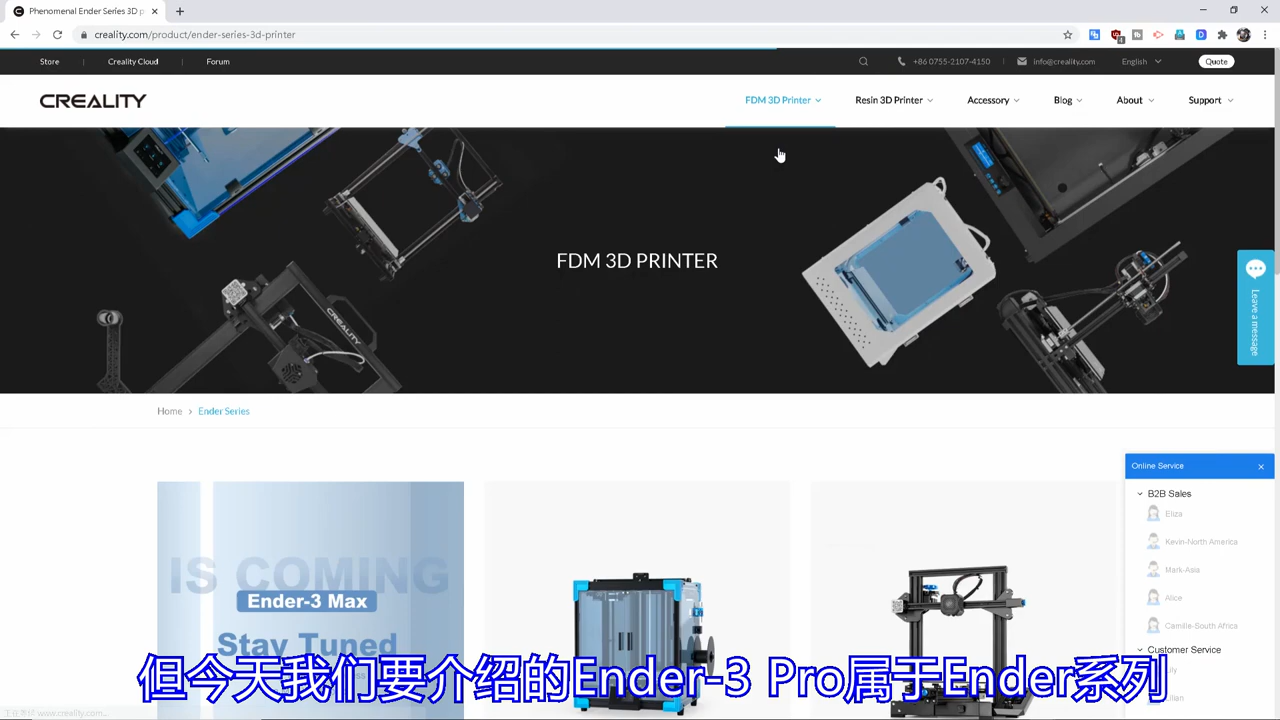 Phenomenal Ender Series 3D p
creality.com/product/ender-series-3d-printer
Store
Creality Cloud
Forum
+86 0755-2107-4150
info@creality.com
English
Quote
CREALITY
FDM 3D Printer
Resin 3D Printer
Accessory
Blog
About
Support
CREALITY
FDM 3D PRINTER
Leave a message
Home > Ender Series
Online Service
B2B Sales
Eliza
Kevin-North America
Mark-Asia
Alice
Camille-South Africa
Customer Service
IS COMING
Ender-3 Max
Stay Tuned
但今天我们要介绍的Ender-3 Pro属于Ender系列